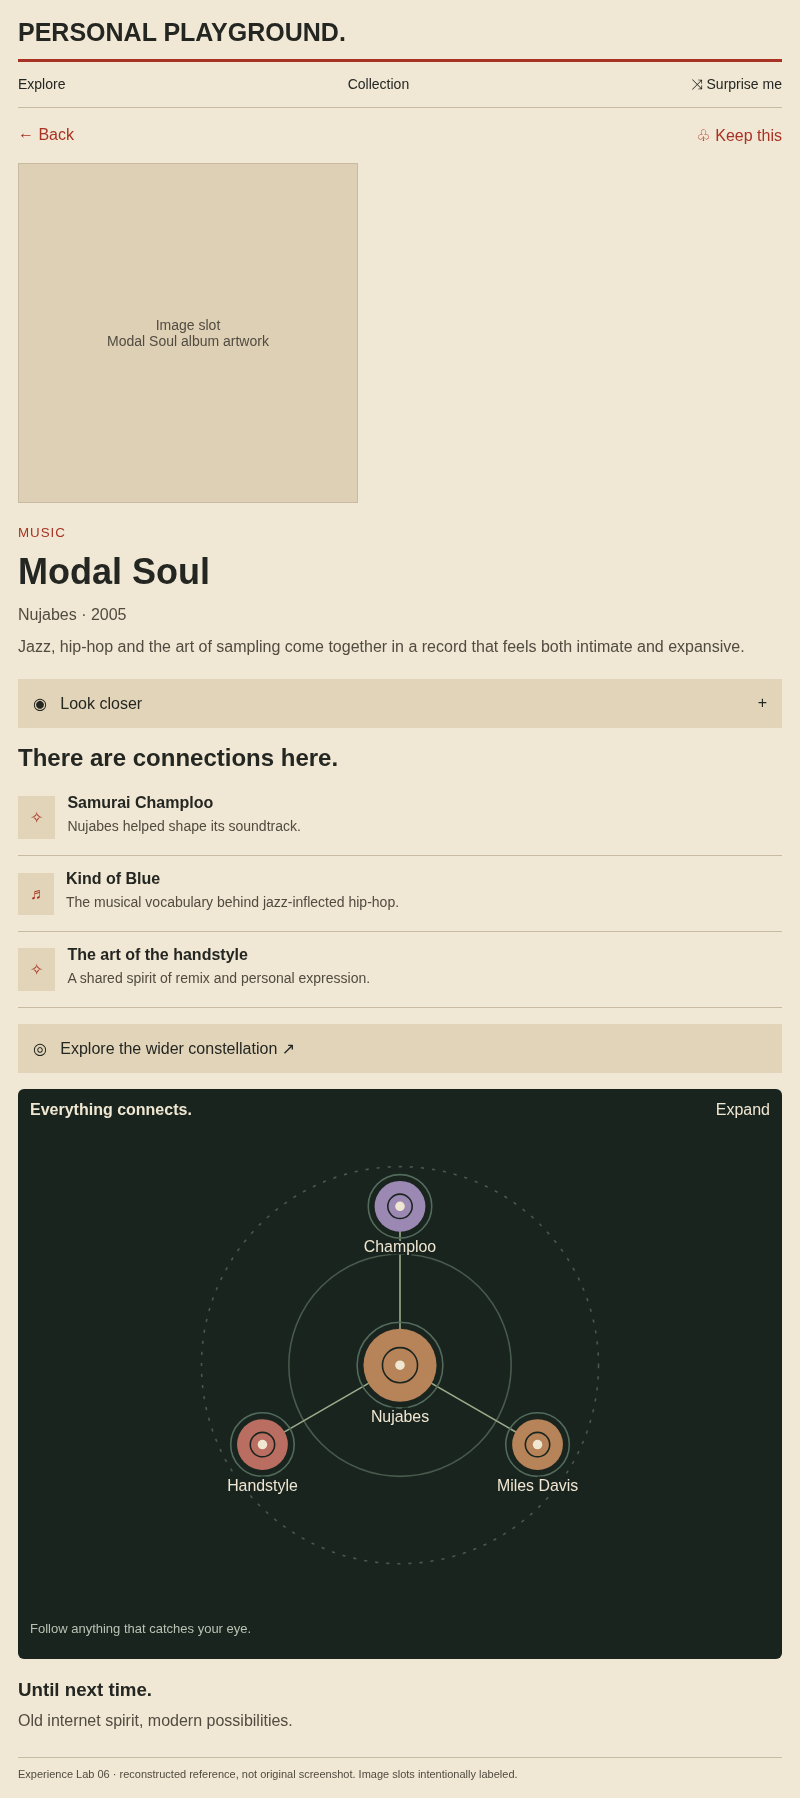 PERSONAL PLAYGROUND.
Explore
Collection
⤨ Surprise me
← Back
♧ Keep this
Image slot
Modal Soul album artwork
MUSIC
Modal Soul
Nujabes · 2005
Jazz, hip-hop and the art of sampling come together in a record that feels both intimate and expansive.
◉ Look closer +
There are connections here.
✧ Samurai Champloo
Nujabes helped shape its soundtrack.
♬ Kind of Blue
The musical vocabulary behind jazz-inflected hip-hop.
✧ The art of the handstyle
A shared spirit of remix and personal expression.
◎ Explore the wider constellation ↗
Everything connects.
Expand
Champloo
Nujabes
Handstyle
Miles Davis
Follow anything that catches your eye.
Until next time.
Old internet spirit, modern possibilities.
Experience Lab 06 · reconstructed reference, not original screenshot. Image slots intentionally labeled.